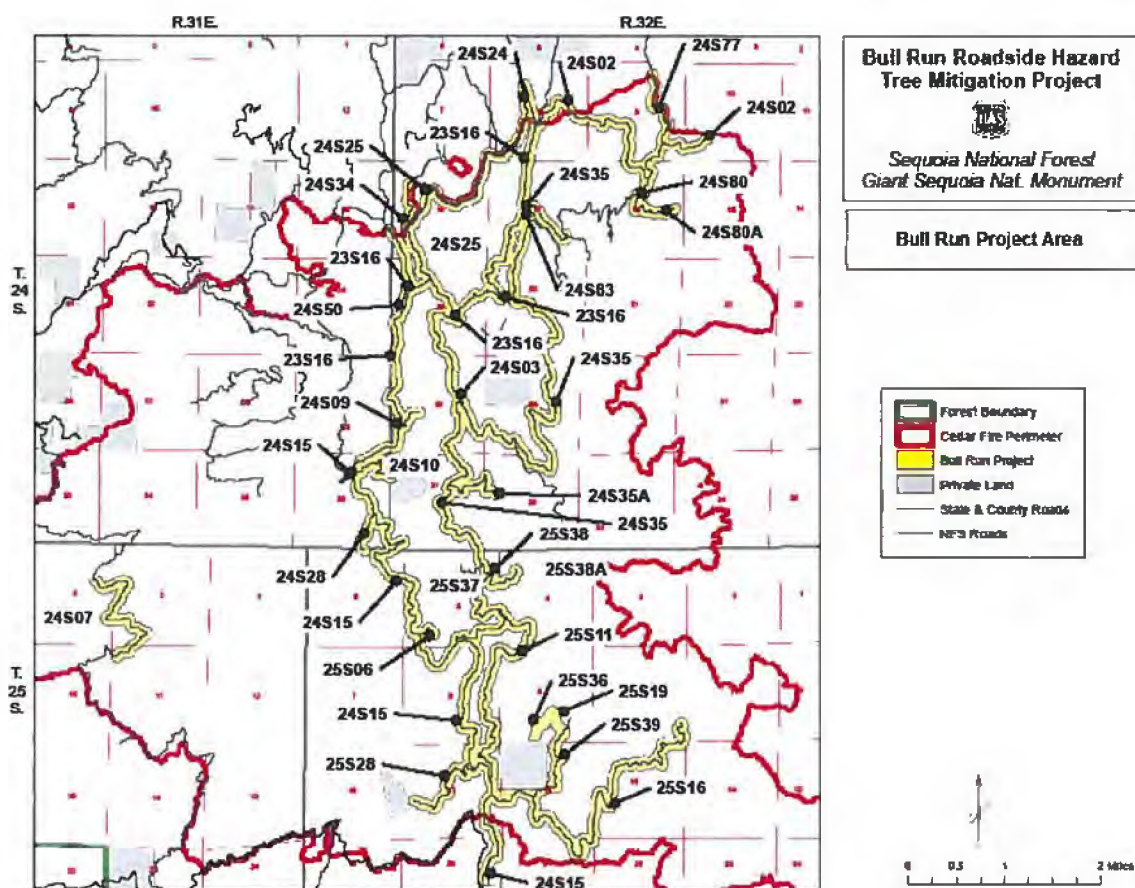 R.31E.
R.32E.
24S77
24S24
24S02
24S02
23S16
24S25
24S35
24S34
24S80
24S80A
24S25
23S16
24S83
24S50
23S16
23S16
23S16
24S03
24S35
24S09
24S15
24S10
24S35A
24S35
25S38
24S28
25S37
25S38A
24S07
24S15
25S11
25S06
25S36
25S19
24S15
25S39
25S28
25S16
24S15
T.
24
S.
T.
25
S.
Bull Run Roadside Hazard
Tree Mitigation Project
Sequoia National Forest
Giant Sequoia Nat. Monument
Bull Run Project Area
Forest Boundary
Cedar Fire Perimeter
Bull Run Project
Private Land
State & County Roads
NFS Roads
0 0.5 1 2 Miles